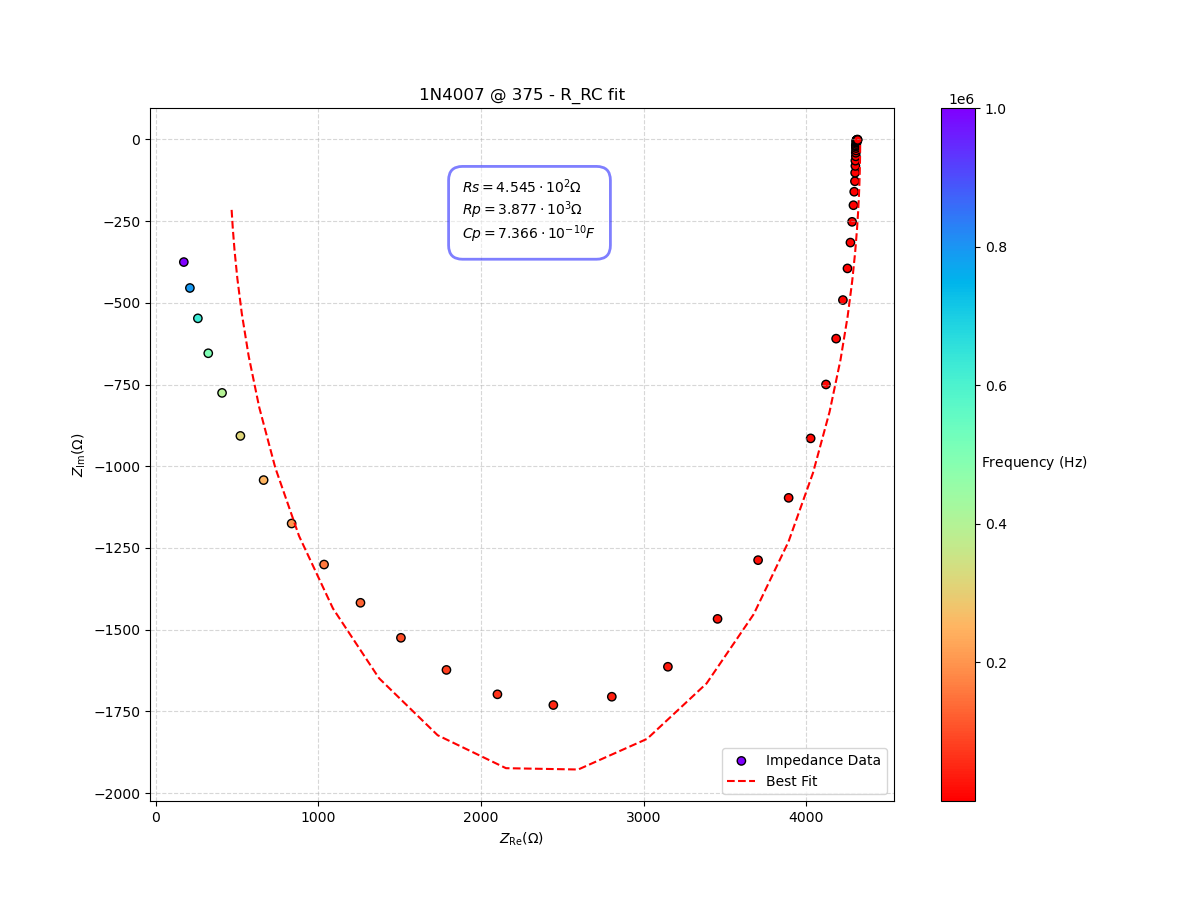 1N4007 @ 375 - R_RC fit
1e6
0
−250
−500
−750
−1000
−1250
−1500
−1750
−2000
Z_Im(Ω)
Rs = 4.545 · 10²Ω
Rp = 3.877 · 10³Ω
Cp = 7.366 · 10⁻¹⁰F
Impedance Data
Best Fit
0
1000
2000
3000
4000
Z_Re(Ω)
1.0
0.8
0.6
0.4
0.2
Frequency (Hz)